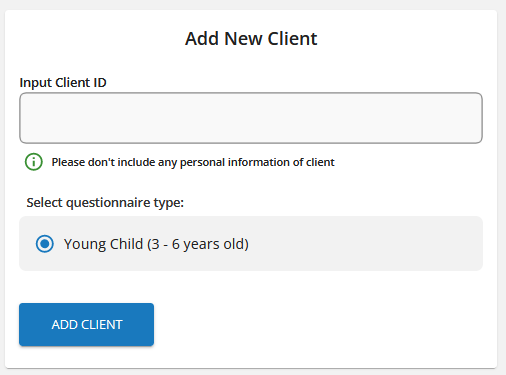 Add New Client
Input Client ID
Please don't include any personal information of client
Select questionnaire type:
Young Child (3 - 6 years old)
ADD CLIENT